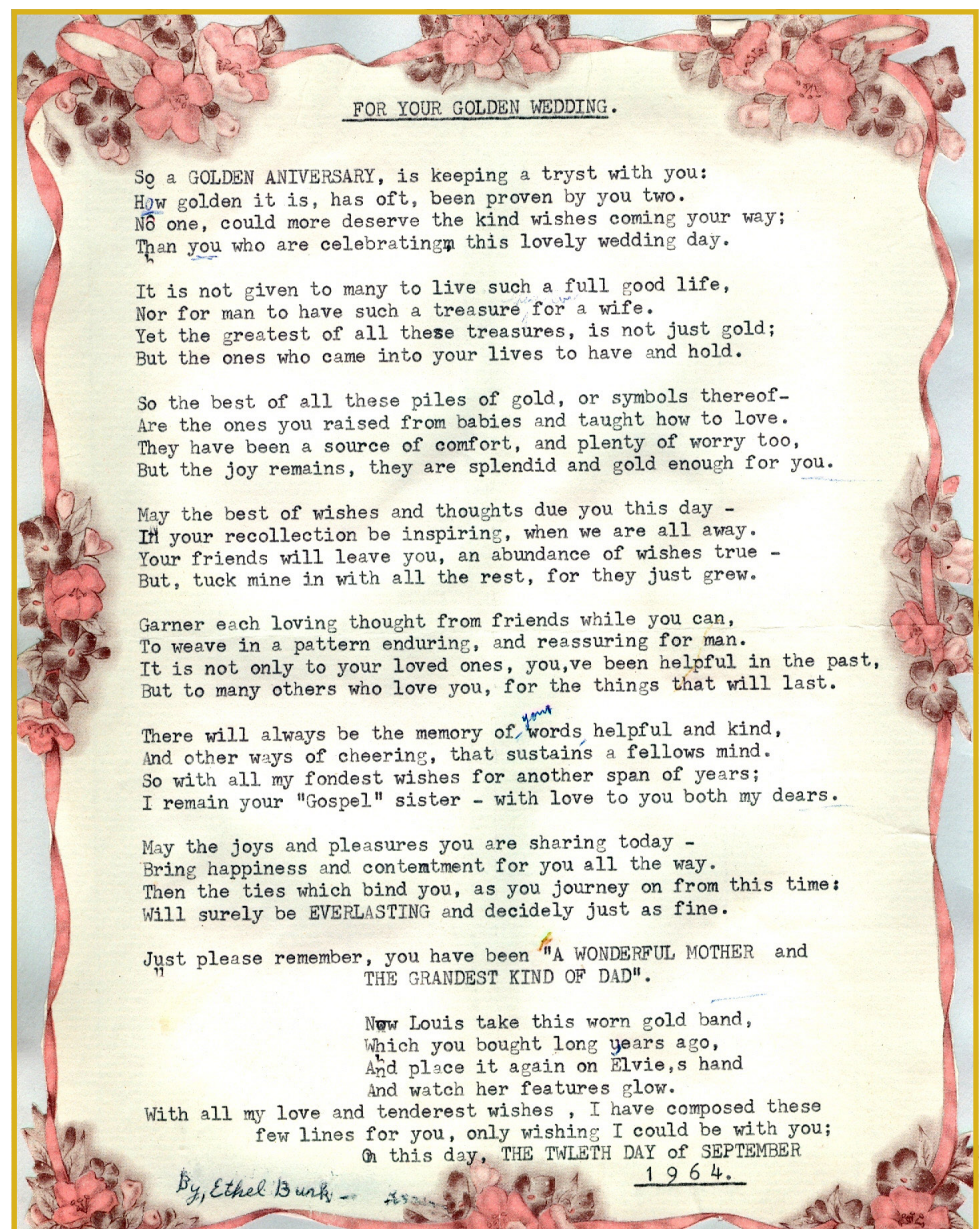 FOR YOUR GOLDEN WEDDING.
So a GOLDEN ANIVERSARY, is keeping a tryst with you:
How golden it is, has oft, been proven by you two.
No one, could more deserve the kind wishes coming your way;
Than you who are celebrating this lovely wedding day.
It is not given to many to live such a full good life,
Nor for man to have such a treasure, for a wife.
Yet the greatest of all these treasures, is not just gold;
But the ones who came into your lives to have and hold.
So the best of all these piles of gold, or symbols thereof-
Are the ones you raised from babies and taught how to love.
They have been a source of comfort, and plenty of worry too,
But the joy remains, they are splendid and gold enough for you.
May the best of wishes and thoughts due you this day -
In your recollection be inspiring, when we are all away.
Your friends will leave you, an abundance of wishes true -
But, tuck mine in with all the rest, for they just grew.
Garner each loving thought from friends while you can,
To weave in a pattern enduring, and reassuring for man.
It is not only to your loved ones, you,ve been helpful in the past,
But to many others who love you, for the things that will last.
There will always be the memory of, your words, helpful and kind,
And other ways of cheering, that sustains a fellows mind.
So with all my fondest wishes for another span of years;
I remain your "Gospel" sister - with love to you both my dears.
May the joys and pleasures you are sharing today -
Bring happiness and contemtment for you all the way.
Then the ties which bind you, as you journey on from this time:
Will surely be EVERLASTING and decidely just as fine.
Just please remember, you have been "A WONDERFUL MOTHER and
THE GRANDEST KIND OF DAD".
Now Louis take this worn gold band,
Which you bought long years ago,
And place it again on Elvie,s hand
And watch her features glow.
With all my love and tenderest wishes , I have composed these
few lines for you, only wishing I could be with you;
On this day, THE TWLETH DAY of SEPTEMBER
1 9 6 4.
By, Ethel Bunk -